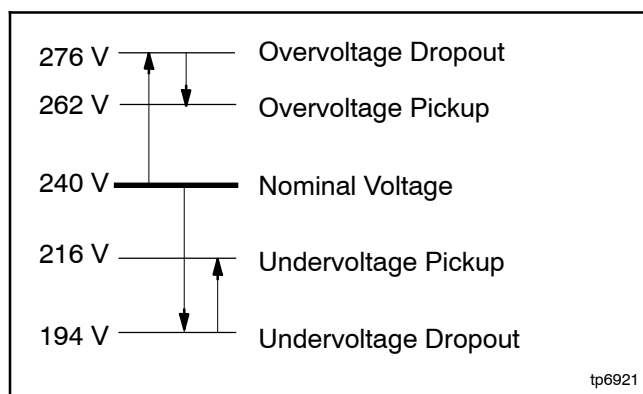 276 V Overvoltage Dropout
262 V Overvoltage Pickup
240 V Nominal Voltage
216 V Undervoltage Pickup
194 V Undervoltage Dropout
tp6921